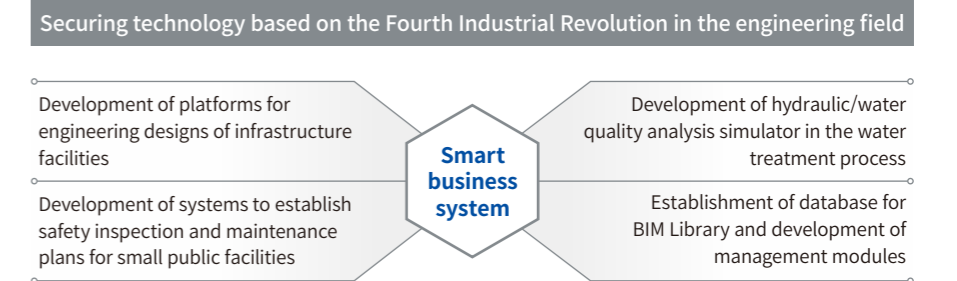 Securing technology based on the Fourth Industrial Revolution in the engineering field
Development of platforms for
engineering designs of infrastructure
facilities
Development of systems to establish
safety inspection and maintenance
plans for small public facilities
Smart
business
system
Development of hydraulic/water
quality analysis simulator in the water
treatment process
Establishment of database for
BIM Library and development of
management modules